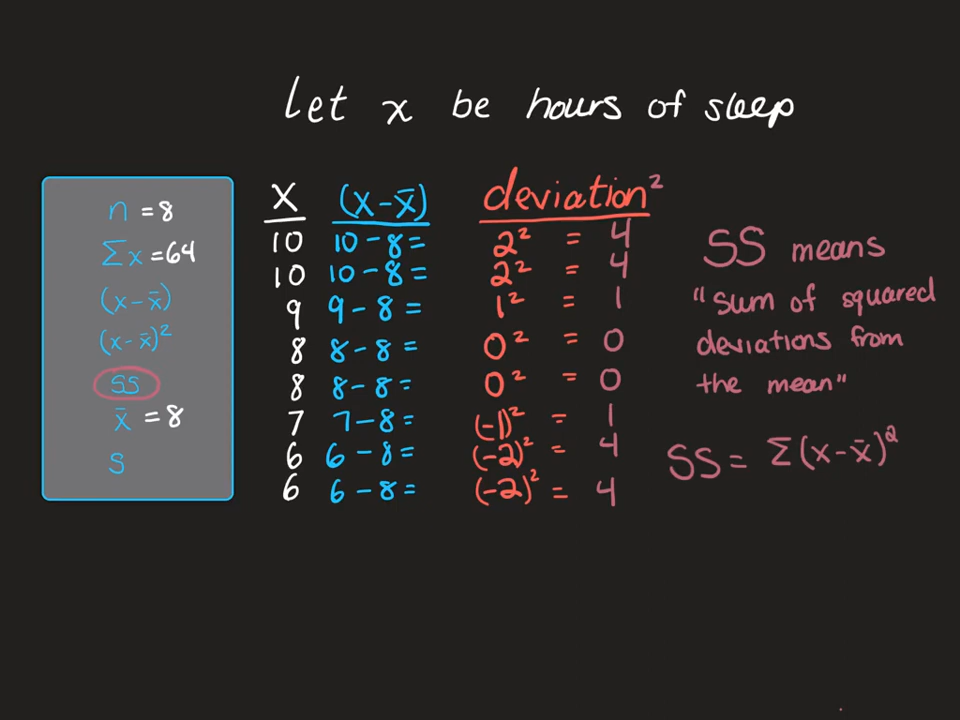 Let x be hours of sleep
n = 8
Σx = 64
(x - x̄)
(x - x̄)²
SS
x̄ = 8
S
X (x - x̄) deviation²
10 10 - 8 = 2² = 4
10 10 - 8 = 2² = 4
9 9 - 8 = 1² = 1
8 8 - 8 = 0² = 0
8 8 - 8 = 0² = 0
7 7 - 8 = (-1)² = 1
6 6 - 8 = (-2)² = 4
6 6 - 8 = (-2)² = 4
SS means
"sum of squared
deviations from
the mean"
SS = Σ(x - x̄)²